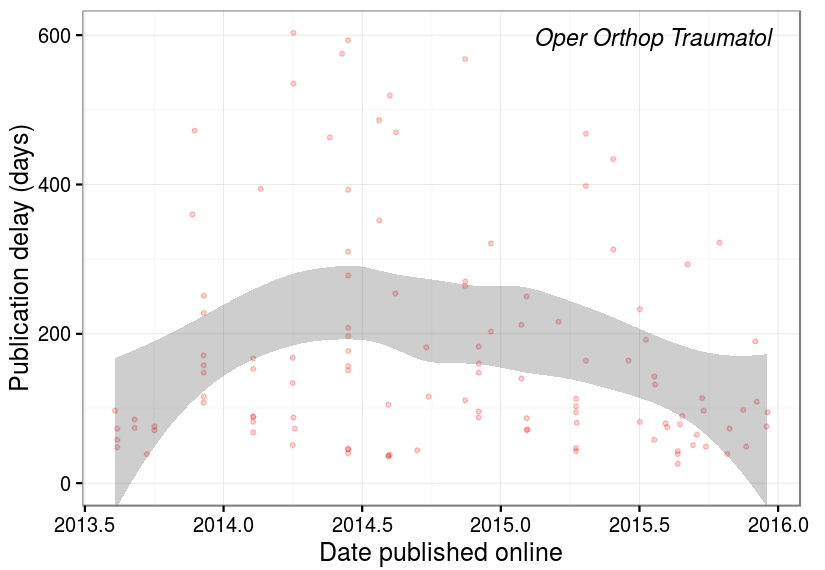 Oper Orthop Traumatol
Publication delay (days)
600
400
200
0
2013.5 2014.0 2014.5 2015.0 2015.5 2016.0
Date published online